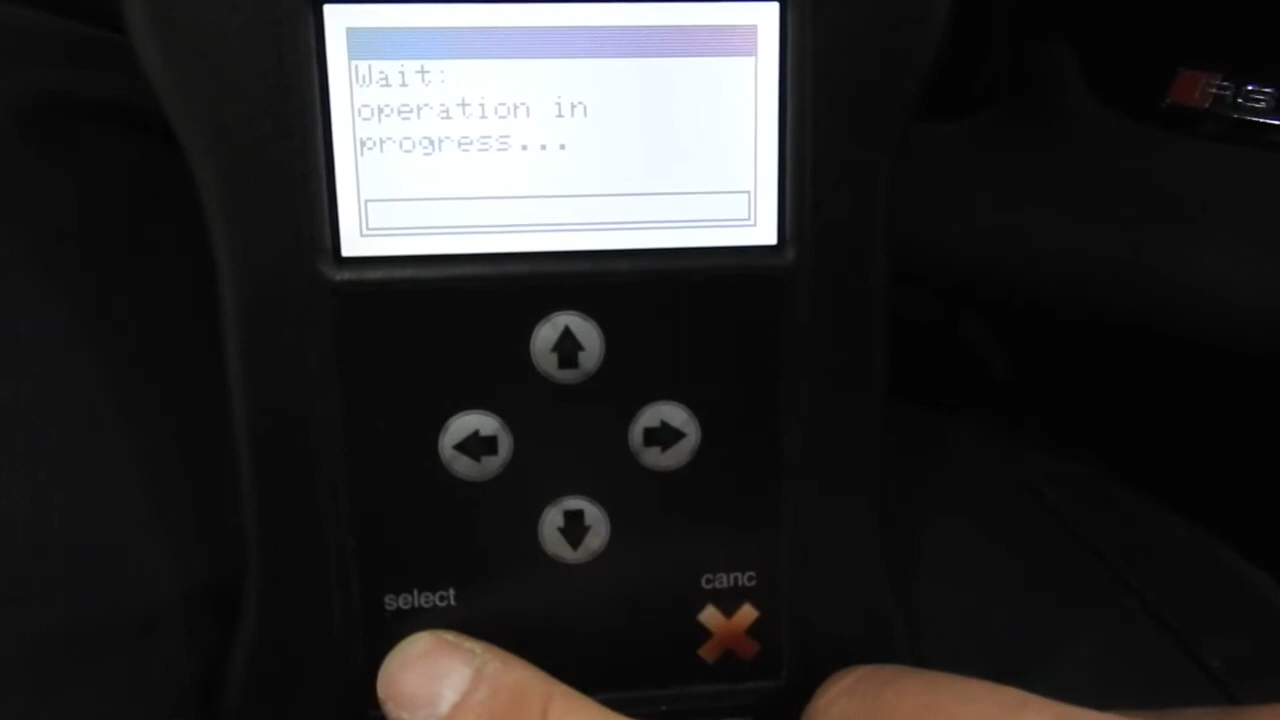 Wait:
operation in
progress...
select
canc